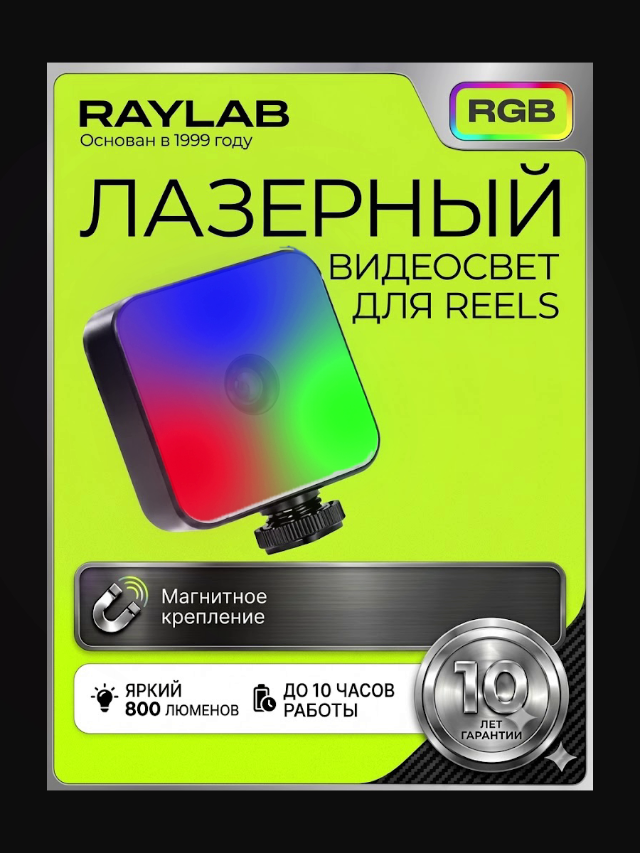 RAYLAB
Основан в 1999 году
RGB
ЛАЗЕРНЫЙ
ВИДЕОСВЕТ
ДЛЯ REELS
Магнитное
крепление
ЯРКИЙ
800 ЛЮМЕНОВ
ДО 10 ЧАСОВ
РАБОТЫ
10
ЛЕТ
ГАРАНТИИ